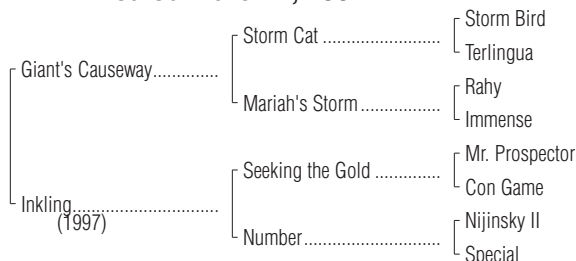 Storm Bird
Storm Cat ........................
Terlingua
Giant's Causeway.............
Rahy
Mariah's Storm ................
Immense
Mr. Prospector
Seeking the Gold .............
Con Game
Inkling.............................
(1997)
Nijinsky II
Number...........................
Special